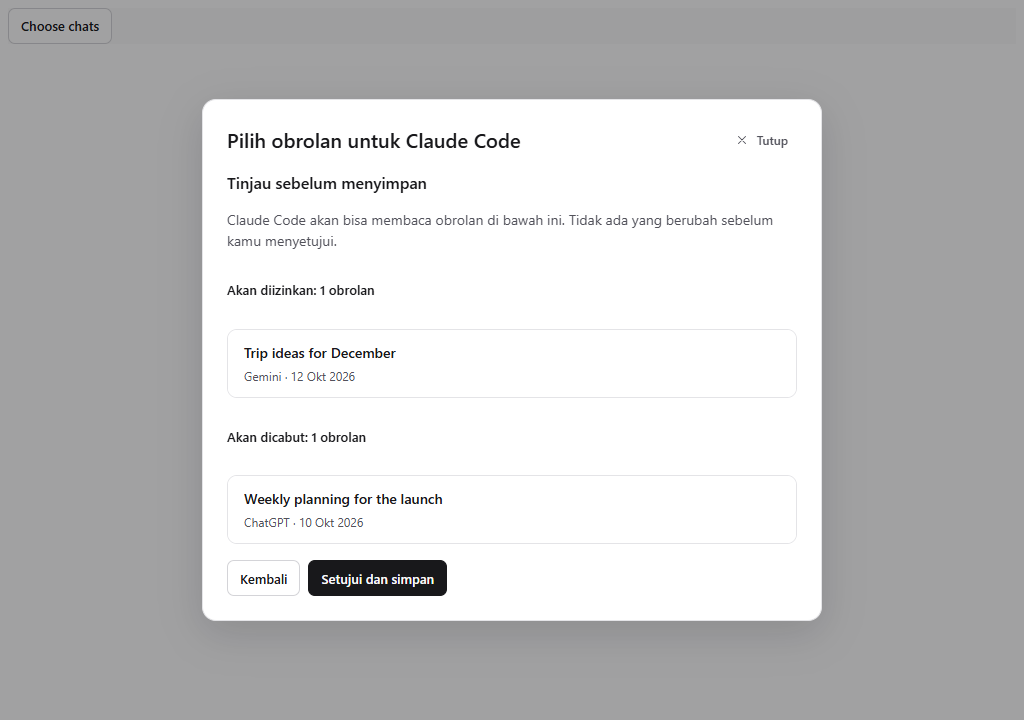 Choose chats
Pilih obrolan untuk Claude Code
Tutup
Tinjau sebelum menyimpan
Claude Code akan bisa membaca obrolan di bawah ini. Tidak ada yang berubah sebelum
kamu menyetujui.
Akan diizinkan: 1 obrolan
Trip ideas for December
Gemini · 12 Okt 2026
Akan dicabut: 1 obrolan
Weekly planning for the launch
ChatGPT · 10 Okt 2026
Kembali
Setujui dan simpan